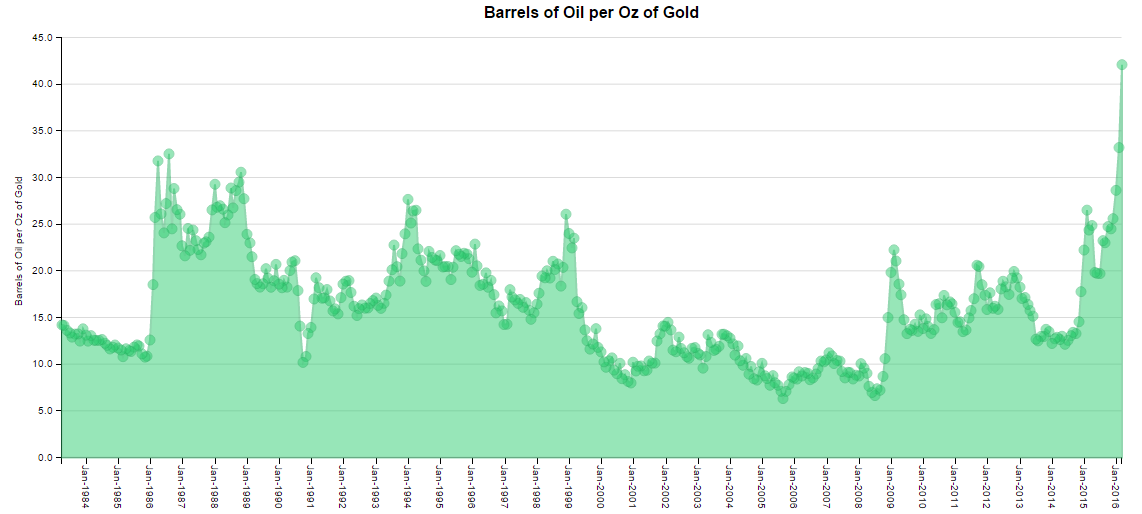 Barrels of Oil per Oz of Gold
45.0
40.0
35.0
30.0
25.0
20.0
15.0
10.0
5.0
0.0
Barrels of Oil per Oz of Gold
Jan-1984
Jan-1985
Jan-1986
Jan-1987
Jan-1988
Jan-1989
Jan-1990
Jan-1991
Jan-1992
Jan-1993
Jan-1994
Jan-1995
Jan-1996
Jan-1997
Jan-1998
Jan-1999
Jan-2000
Jan-2001
Jan-2002
Jan-2003
Jan-2004
Jan-2005
Jan-2006
Jan-2007
Jan-2008
Jan-2009
Jan-2010
Jan-2011
Jan-2012
Jan-2013
Jan-2014
Jan-2015
Jan-2016